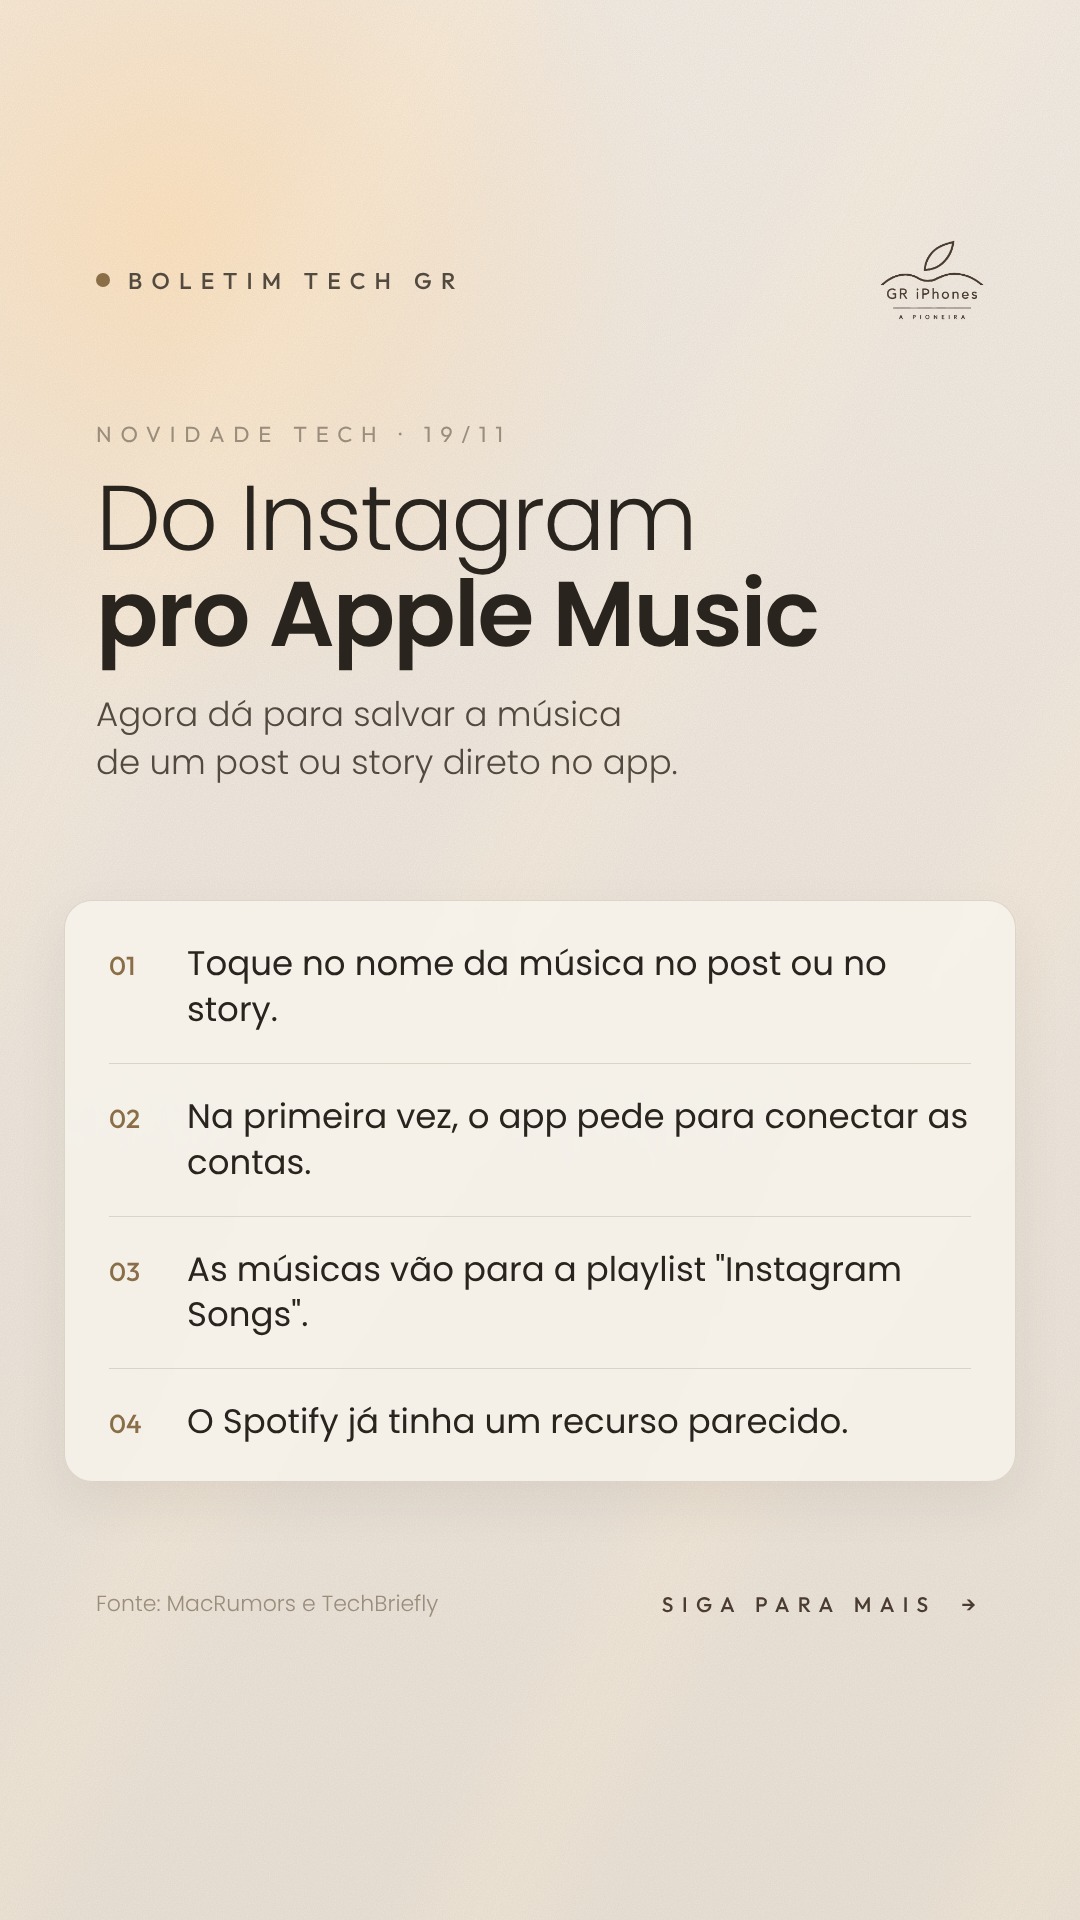 BOLETIM TECH GR
GR iPhones
A PIONEIRA
NOVIDADE TECH · 19/11
Do Instagram
pro Apple Music
Agora dá para salvar a música
de um post ou story direto no app.
01 Toque no nome da música no post ou no
story.
02 Na primeira vez, o app pede para conectar as
contas.
03 As músicas vão para a playlist "Instagram
Songs".
04 O Spotify já tinha um recurso parecido.
Fonte: MacRumors e TechBriefly
SIGA PARA MAIS →